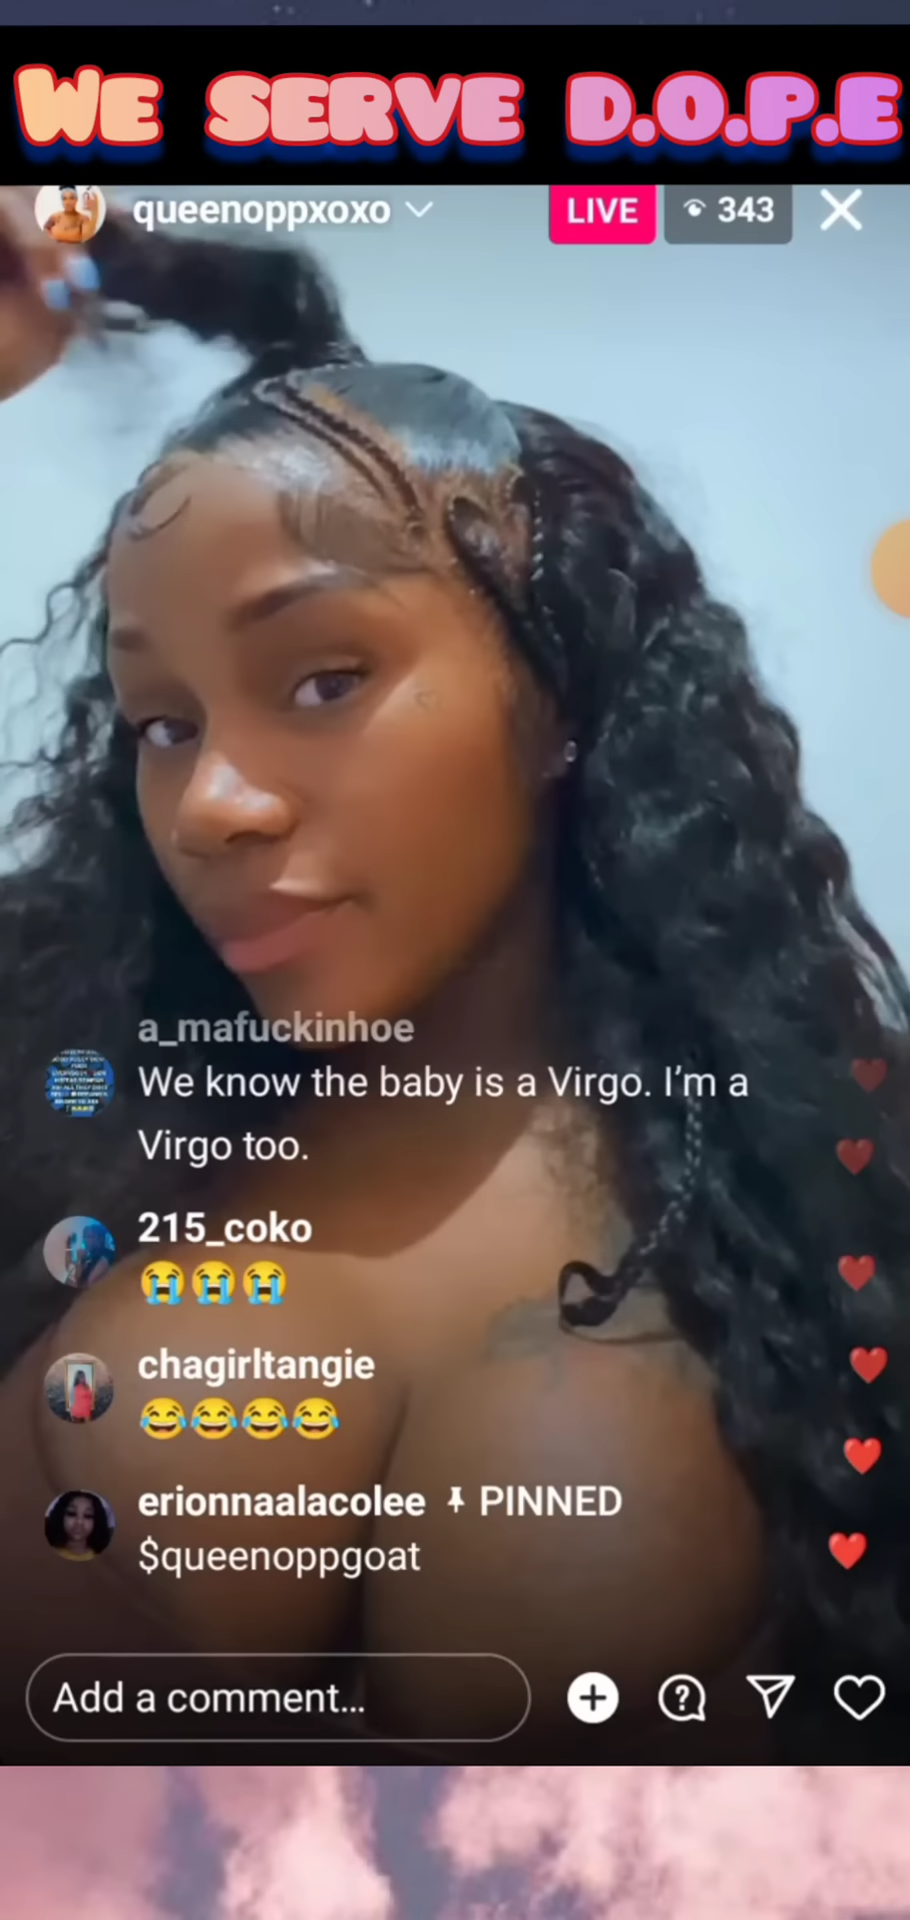 WE SERVE D.O.P.E
queenoppxoxo
LIVE 343
a_mafuckinhoe
We know the baby is a Virgo. I'm a
Virgo too.
215_coko
😭😭😭
chagirltangie
😂😂😂😂
erionnaalacolee PINNED
$queenoppgoat
Add a comment...